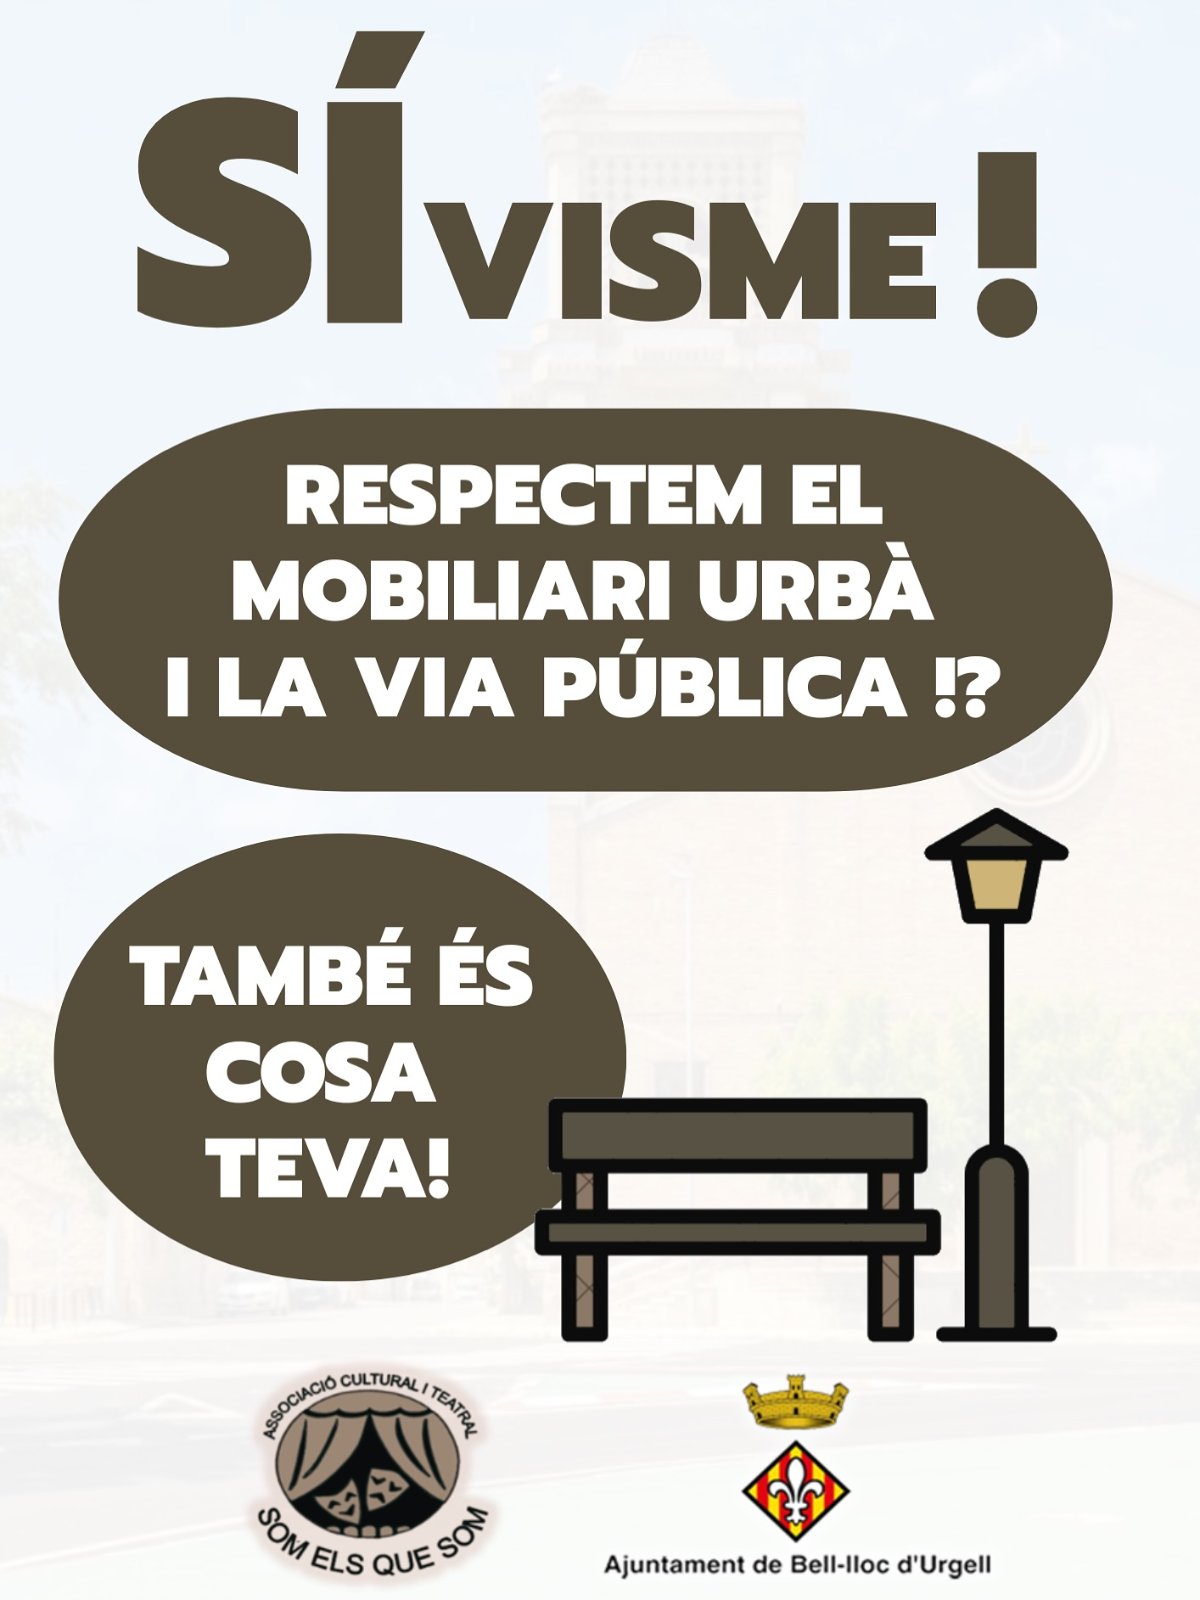 SÍVISME!
RESPECTEM EL
MOBILIARI URBÀ
I LA VIA PÚBLICA !?
TAMBÉ ÉS
COSA
TEVA!
ASSOCIACIÓ CULTURAL I TEATRAL
SOM ELS QUE SOM
Ajuntament de Bell-lloc d'Urgell